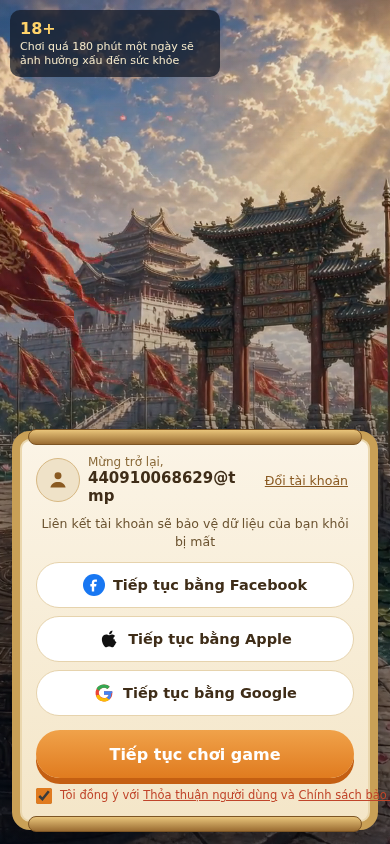 18+
Chơi quá 180 phút một ngày sẽ
ảnh hưởng xấu đến sức khỏe
Mừng trở lại,
440910068629@t
mp
Đổi tài khoản
Liên kết tài khoản sẽ bảo vệ dữ liệu của bạn khỏi
bị mất
Tiếp tục bằng Facebook
Tiếp tục bằng Apple
Tiếp tục bằng Google
Tiếp tục chơi game
Tôi đồng ý với Thỏa thuận người dùng và Chính sách bảo